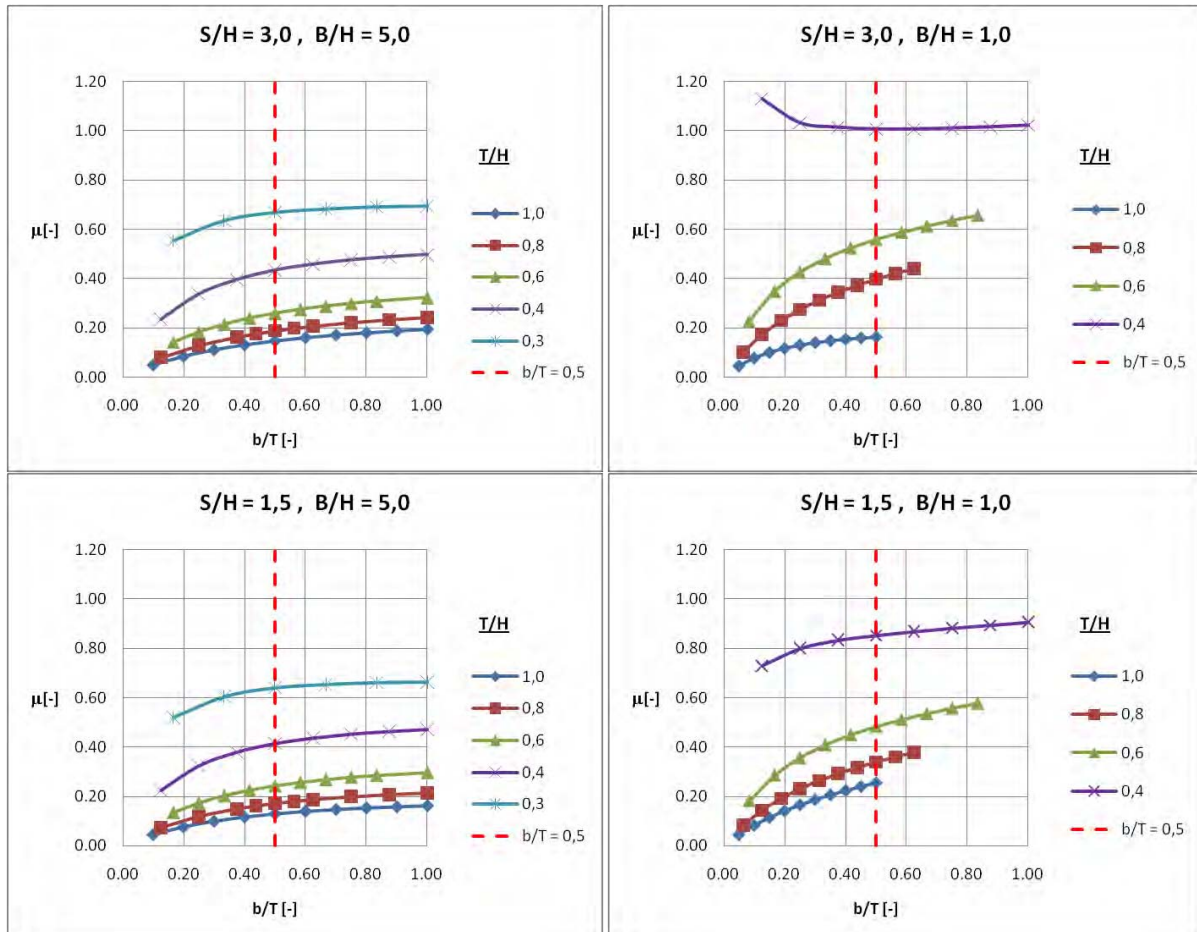 S/H = 3,0 , B/H = 5,0
1.20
1.00
0.80
0.60
0.40
0.20
0.00
μ[-]
0.00 0.20 0.40 0.60 0.80 1.00
b/T [-]
T/H
1,0
0,8
0,6
0,4
0,3
b/T = 0,5
S/H = 3,0 , B/H = 1,0
1.20
1.00
0.80
0.60
0.40
0.20
0.00
μ[-]
0.00 0.20 0.40 0.60 0.80 1.00
b/T [-]
T/H
1,0
0,8
0,6
0,4
b/T = 0,5
S/H = 1,5 , B/H = 5,0
1.20
1.00
0.80
0.60
0.40
0.20
0.00
μ[-]
0.00 0.20 0.40 0.60 0.80 1.00
b/T [-]
T/H
1,0
0,8
0,6
0,4
0,3
b/T = 0,5
S/H = 1,5 , B/H = 1,0
1.20
1.00
0.80
0.60
0.40
0.20
0.00
μ[-]
0.00 0.20 0.40 0.60 0.80 1.00
b/T [-]
T/H
1,0
0,8
0,6
0,4
b/T = 0,5